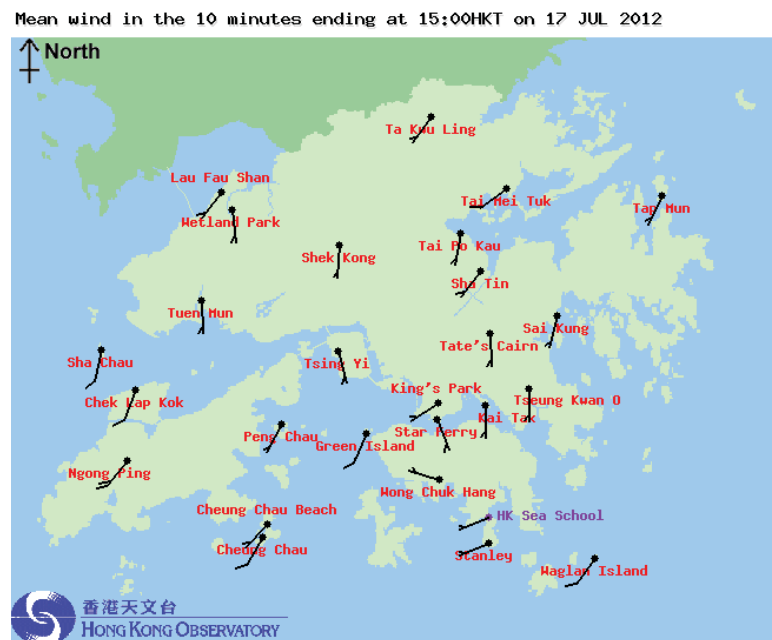 Mean wind in the 10 minutes ending at 15:00HKT on 17 JUL 2012
North
Ta Kwu Ling
Lau Fau Shan
Tai Mei Tuk
Wetland Park
Tap Mun
Tai Po Kau
Shek Kong
Sha Tin
Tuen Mun
Sai Kung
Tate's Cairn
Sha Chau
Tsing Yi
King's Park
Chek Lap Kok
Tseung Kwan O
Kai Tak
Star Ferry
Peng Chau
Green Island
Ngong Ping
Wong Chuk Hang
Cheung Chau Beach
HK Sea School
Cheung Chau
Stanley
Waglan Island
香港天文台
HONG KONG OBSERVATORY